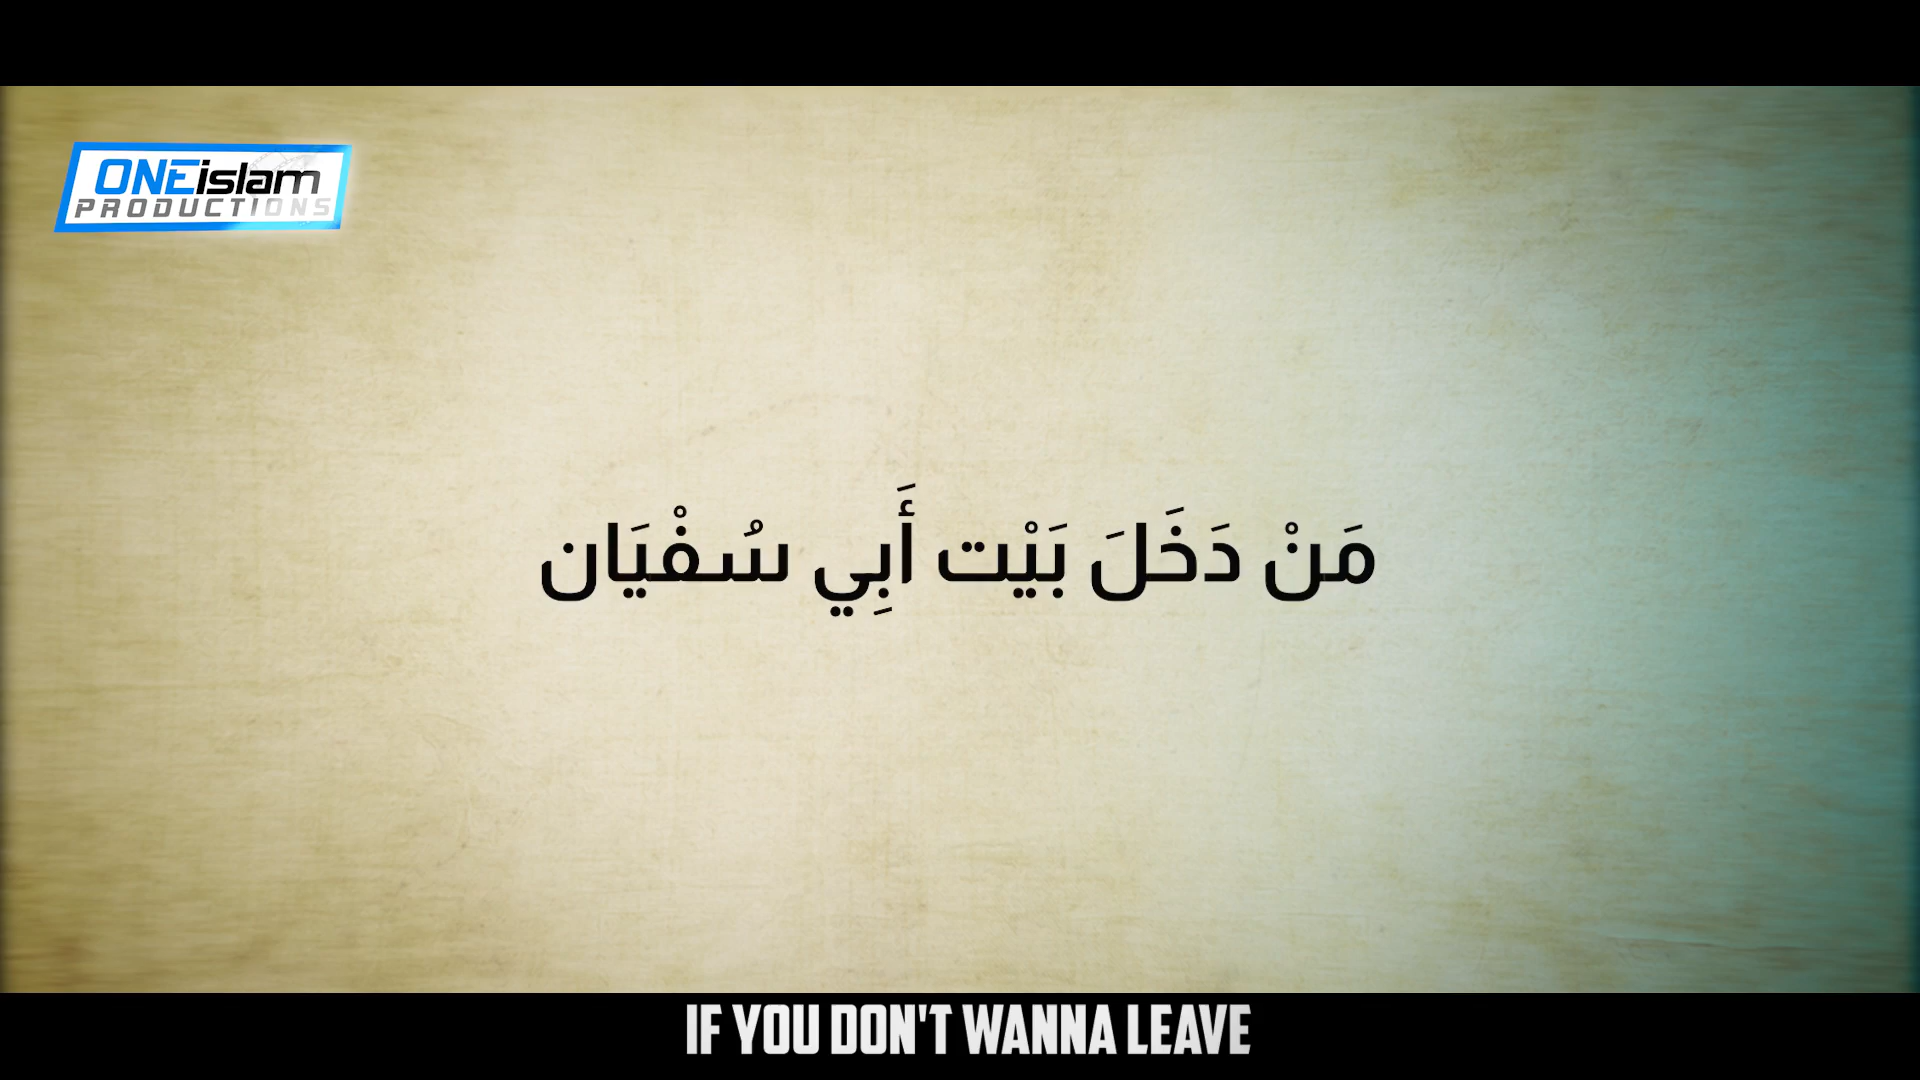 ONEislam
PRODUCTIONS
مَنْ دَخَلَ بَيْت أَبِي سُفْيَان
IF YOU DON'T WANNA LEAVE